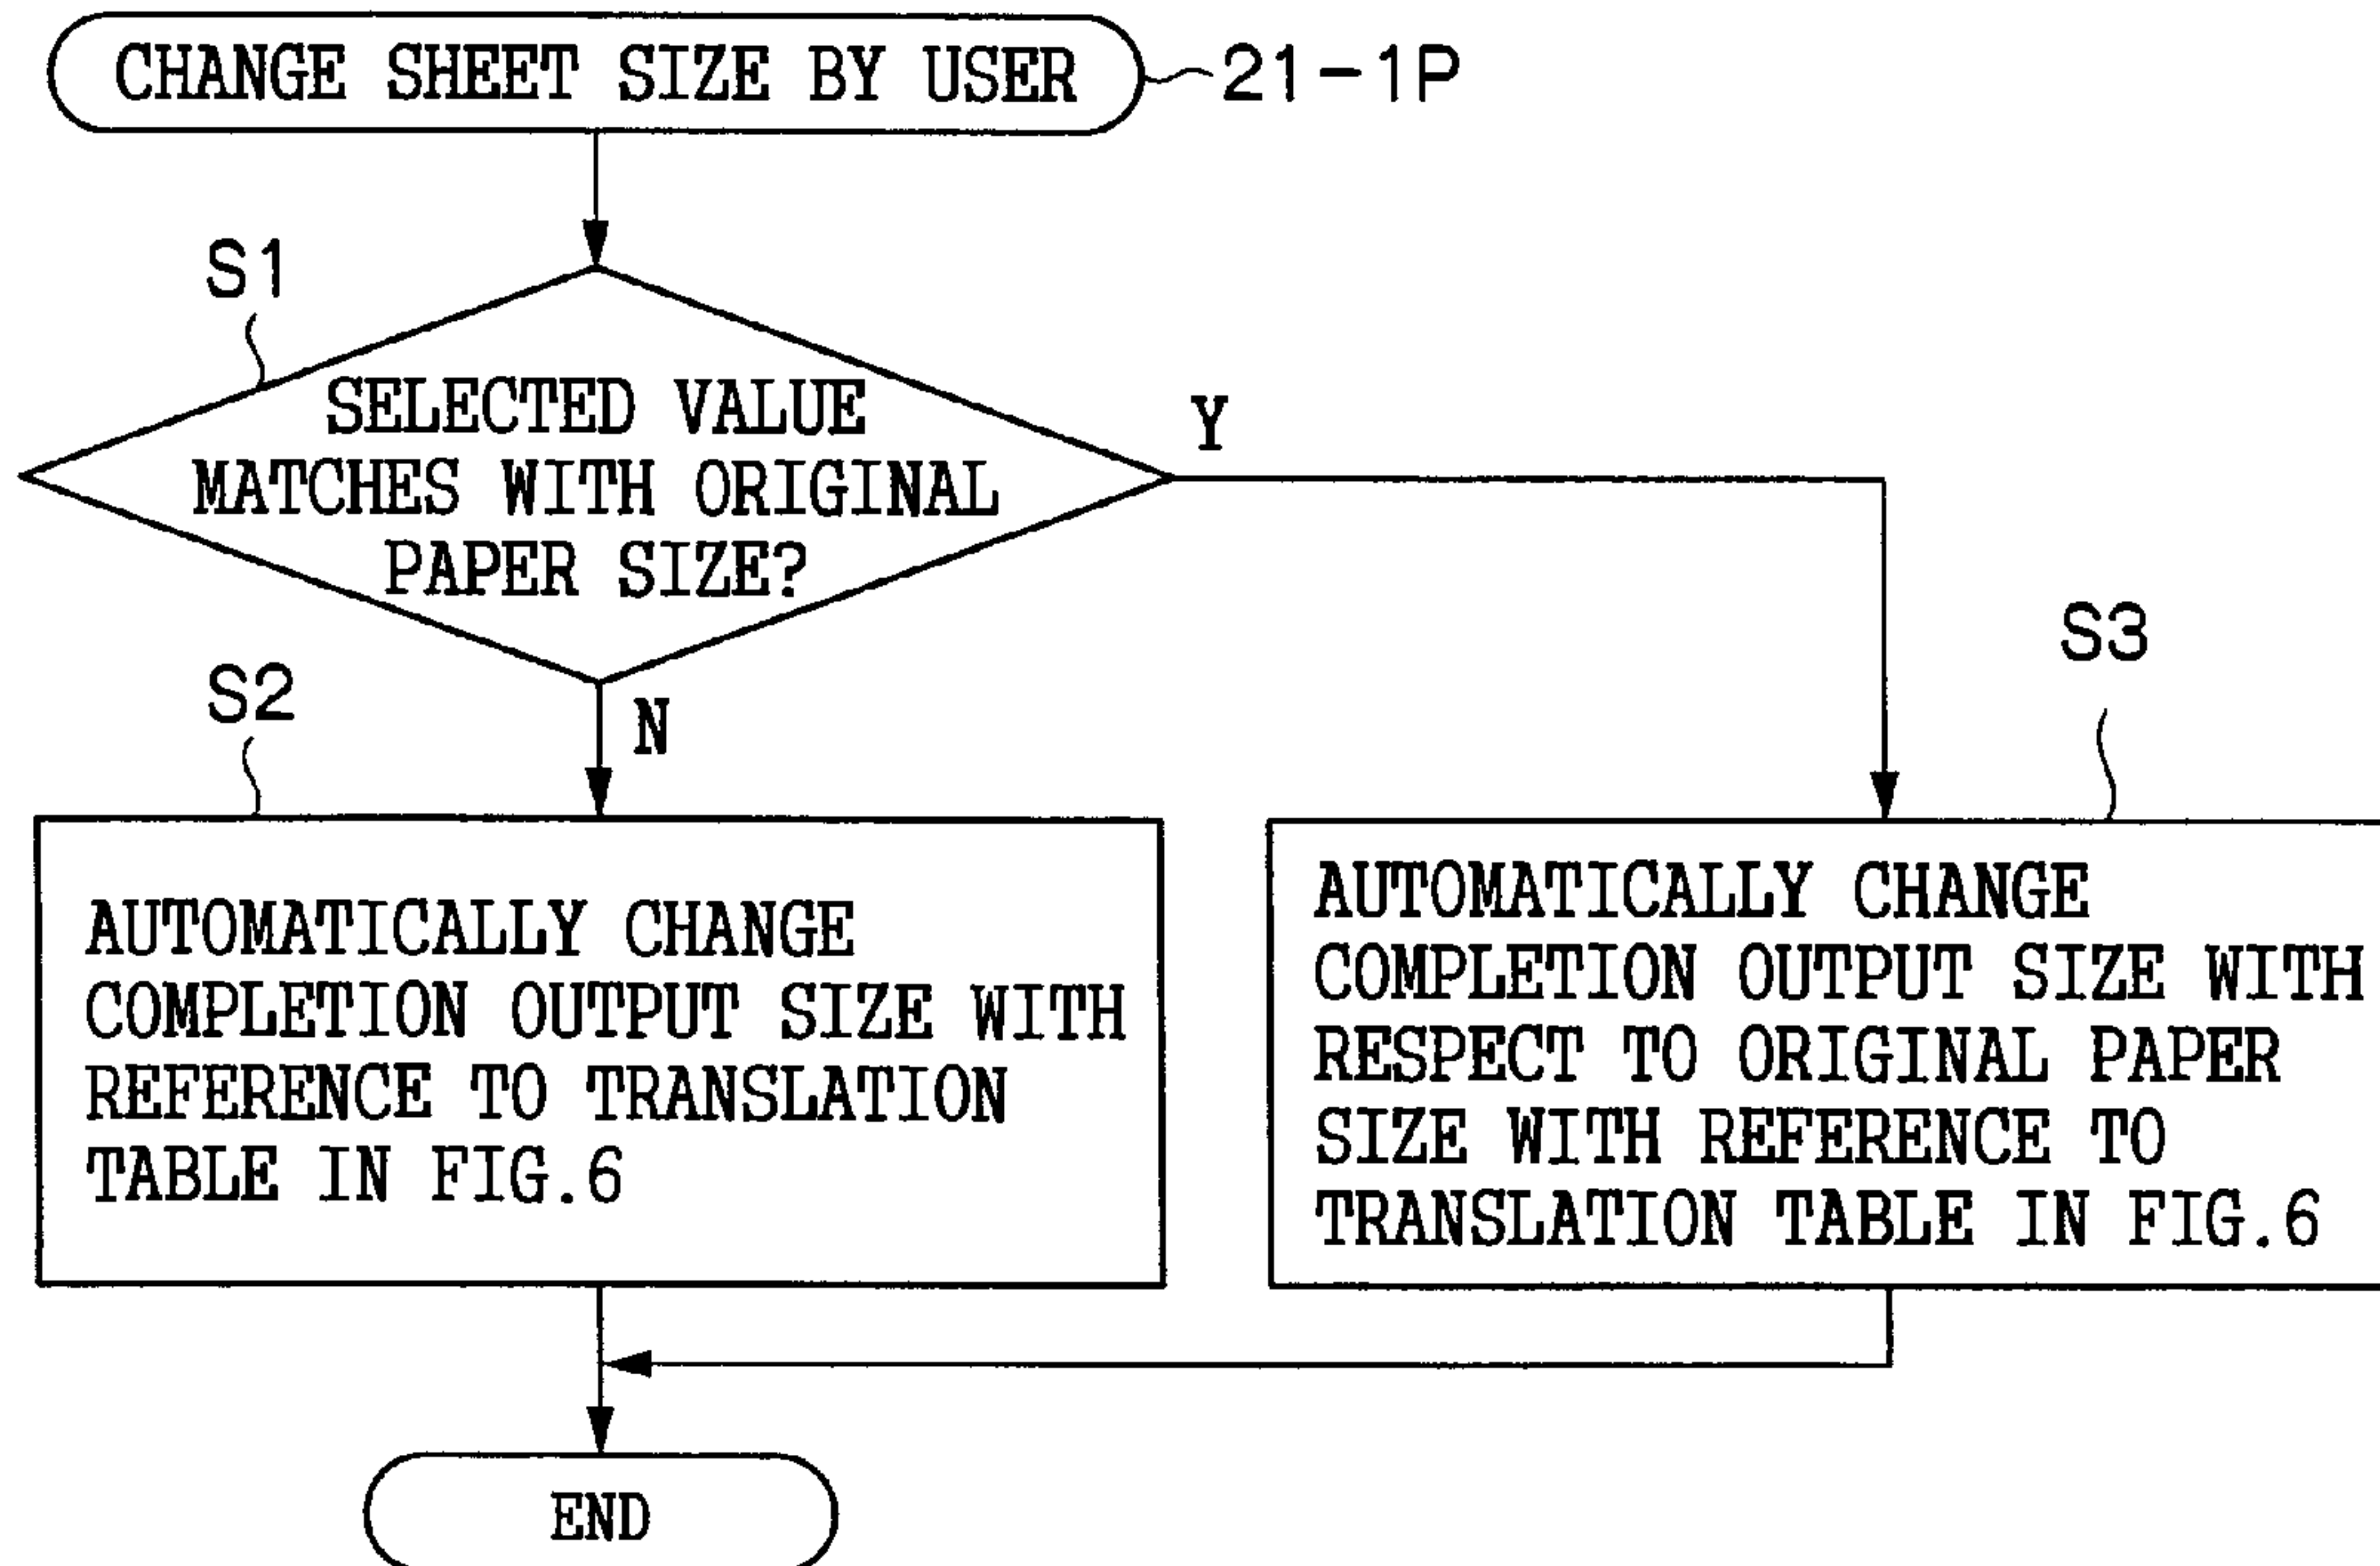 CHANGE SHEET SIZE BY USER
21-1P
S1
SELECTED VALUE
MATCHES WITH ORIGINAL
PAPER SIZE?
Y
N
S2
AUTOMATICALLY CHANGE
COMPLETION OUTPUT SIZE WITH
REFERENCE TO TRANSLATION
TABLE IN FIG.6
S3
AUTOMATICALLY CHANGE
COMPLETION OUTPUT SIZE WITH
RESPECT TO ORIGINAL PAPER
SIZE WITH REFERENCE TO
TRANSLATION TABLE IN FIG.6
END